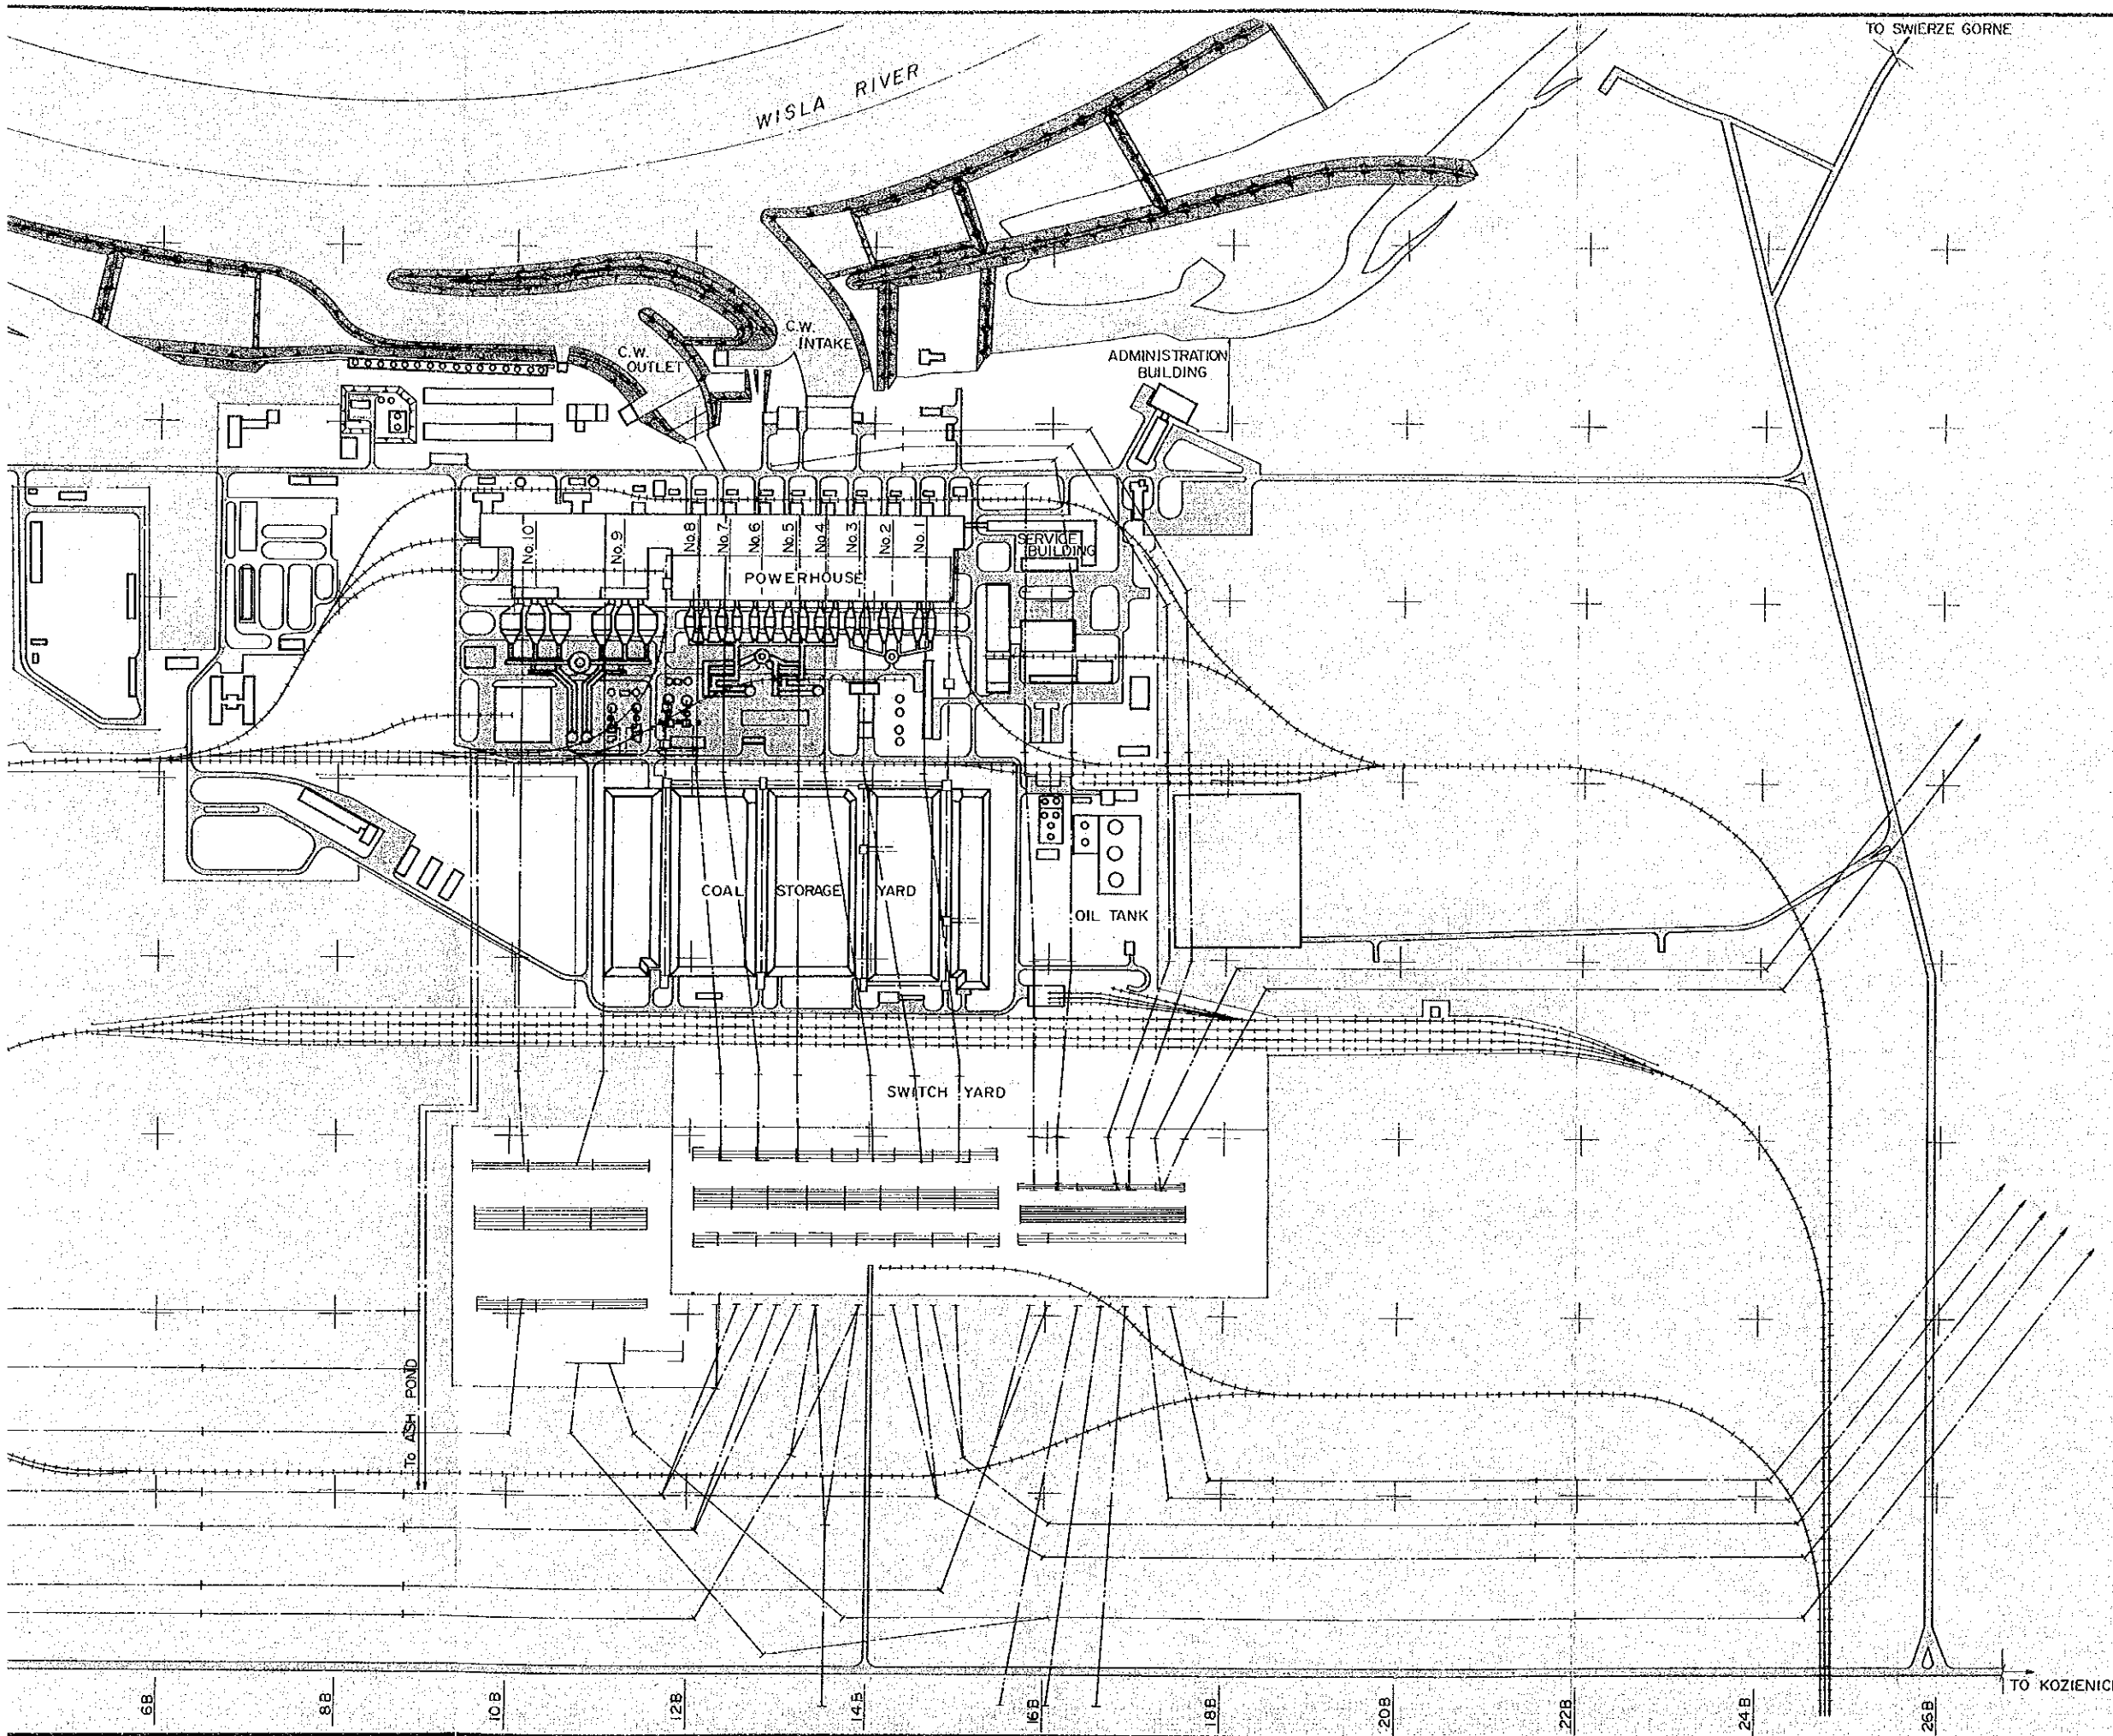 TO SWIERZE GORNE
WISLA RIVER
C.W.
INTAKE
C.W.
OUTLET
ADMINISTRATION
BUILDING
No.10
No.9
No.8
No.7
No.6
No.5
No.4
No.3
No.2
No.1
SERVICE
BUILDING
POWERHOUSE
COAL STORAGE YARD
OIL TANK
SWITCH YARD
To ASH POND
TO KOZIENIC
6B
8B
10B
12B
14B
16B
18B
20B
22B
24B
26B